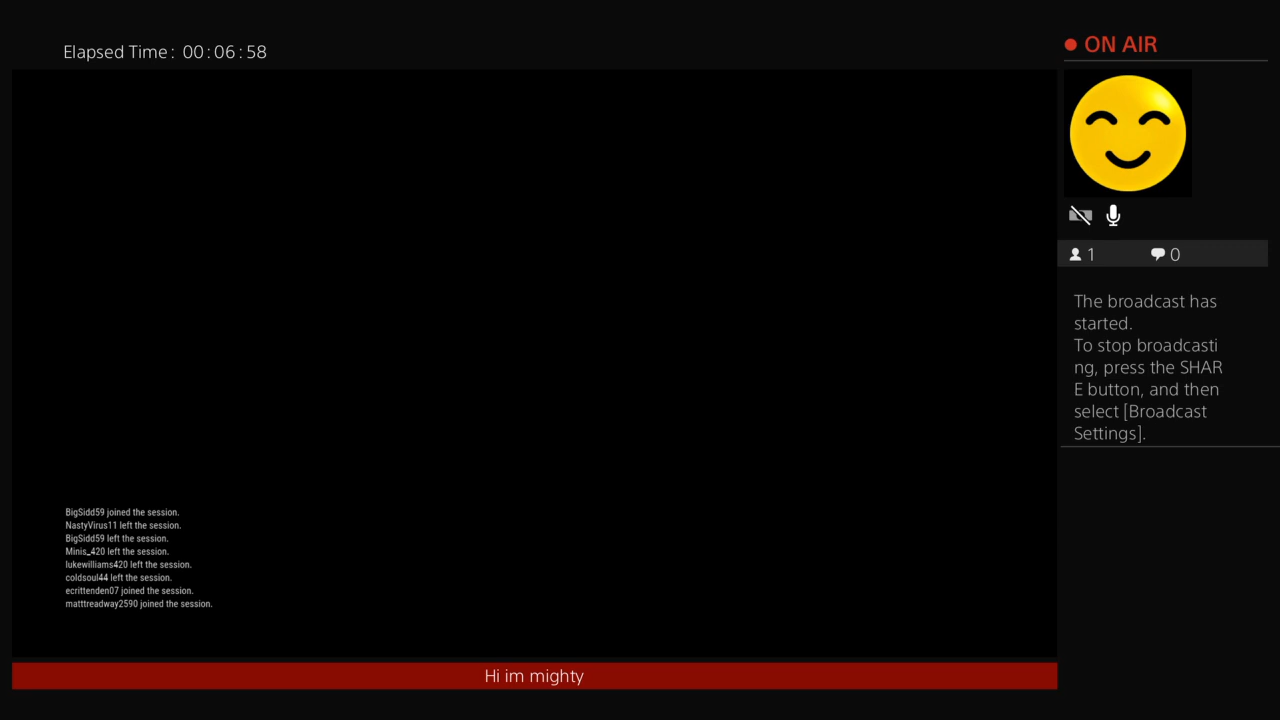 Elapsed Time: 00:06:58
ON AIR
1 0
The broadcast has
started.
To stop broadcasti
ng, press the SHAR
E button, and then
select [Broadcast
Settings].
BigSidd59 joined the session.
NastyVirus11 left the session.
BigSidd59 left the session.
Minis_420 left the session.
lukewilliams420 left the session.
coldsoul44 left the session.
ecrittenden07 joined the session.
matttreadway2590 joined the session.
Hi im mighty